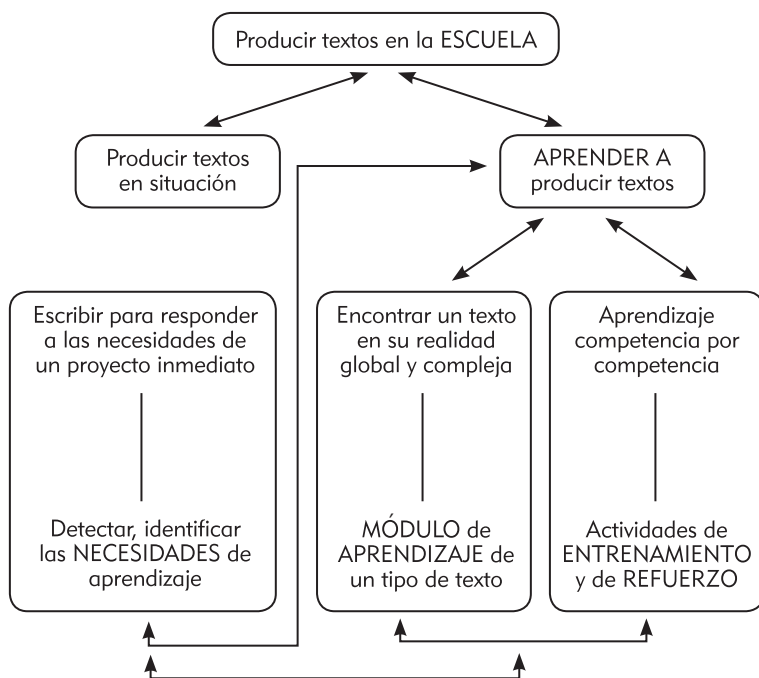 Producir textos en la ESCUELA
Producir textos
en situación
APRENDER A
producir textos
Escribir para responder
a las necesidades de
un proyecto inmediato
Detectar, identificar
las NECESIDADES de
aprendizaje
Encontrar un texto
en su realidad
global y compleja
MÓDULO de
APRENDIZAJE de
un tipo de texto
Aprendizaje
competencia por
competencia
Actividades de
ENTRENAMIENTO
y de REFUERZO